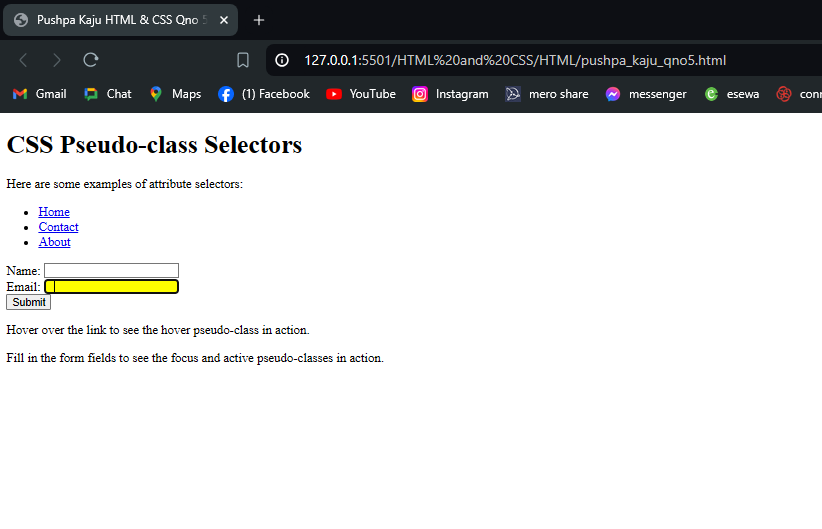 Pushpa Kaju HTML & CSS Qno 5
127.0.0.1:5501/HTML%20and%20CSS/HTML/pushpa_kaju_qno5.html
Gmail Chat Maps (1) Facebook YouTube Instagram mero share messenger esewa conn
CSS Pseudo-class Selectors
Here are some examples of attribute selectors:
Home
Contact
About
Name:
Email:
Submit
Hover over the link to see the hover pseudo-class in action.
Fill in the form fields to see the focus and active pseudo-classes in action.